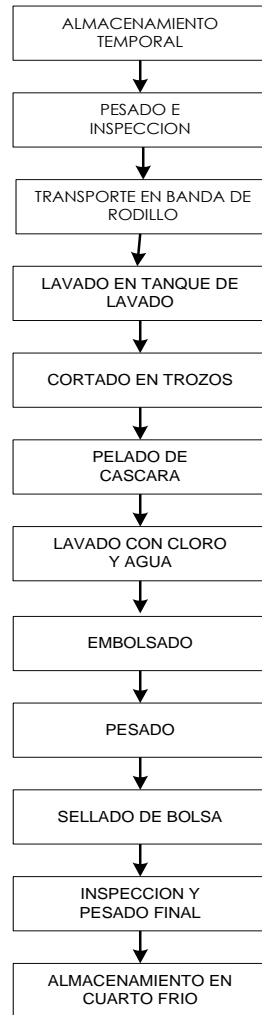 ALMACENAMIENTO
TEMPORAL
PESADO E
INSPECCION
TRANSPORTE EN BANDA DE
RODILLO
LAVADO EN TANQUE DE
LAVADO
CORTADO EN TROZOS
PELADO DE
CASCARA
LAVADO CON CLORO
Y AGUA
EMBOLSADO
PESADO
SELLADO DE BOLSA
INSPECCION Y
PESADO FINAL
ALMACENAMIENTO EN
CUARTO FRIO